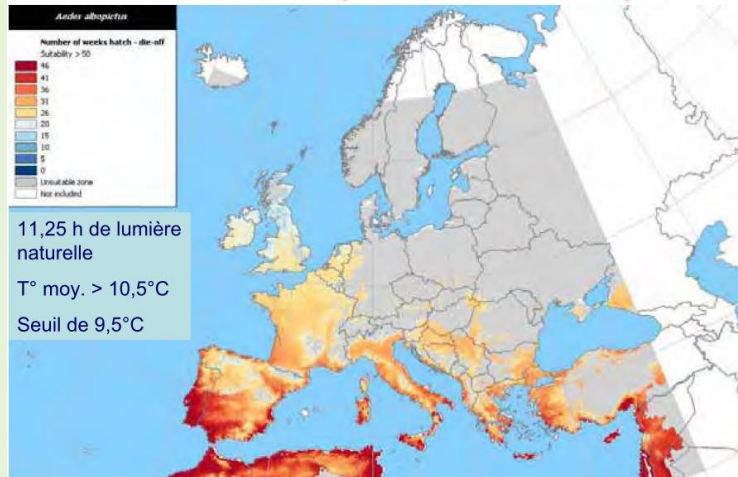 Aedes albopictus
Number of weeks hatch - die-off
Suitability > 50
46
41
36
31
26
20
15
10
5
0
Unsuitable zone
Not included
11,25 h de lumière
naturelle
T° moy. > 10,5°C
Seuil de 9,5°C